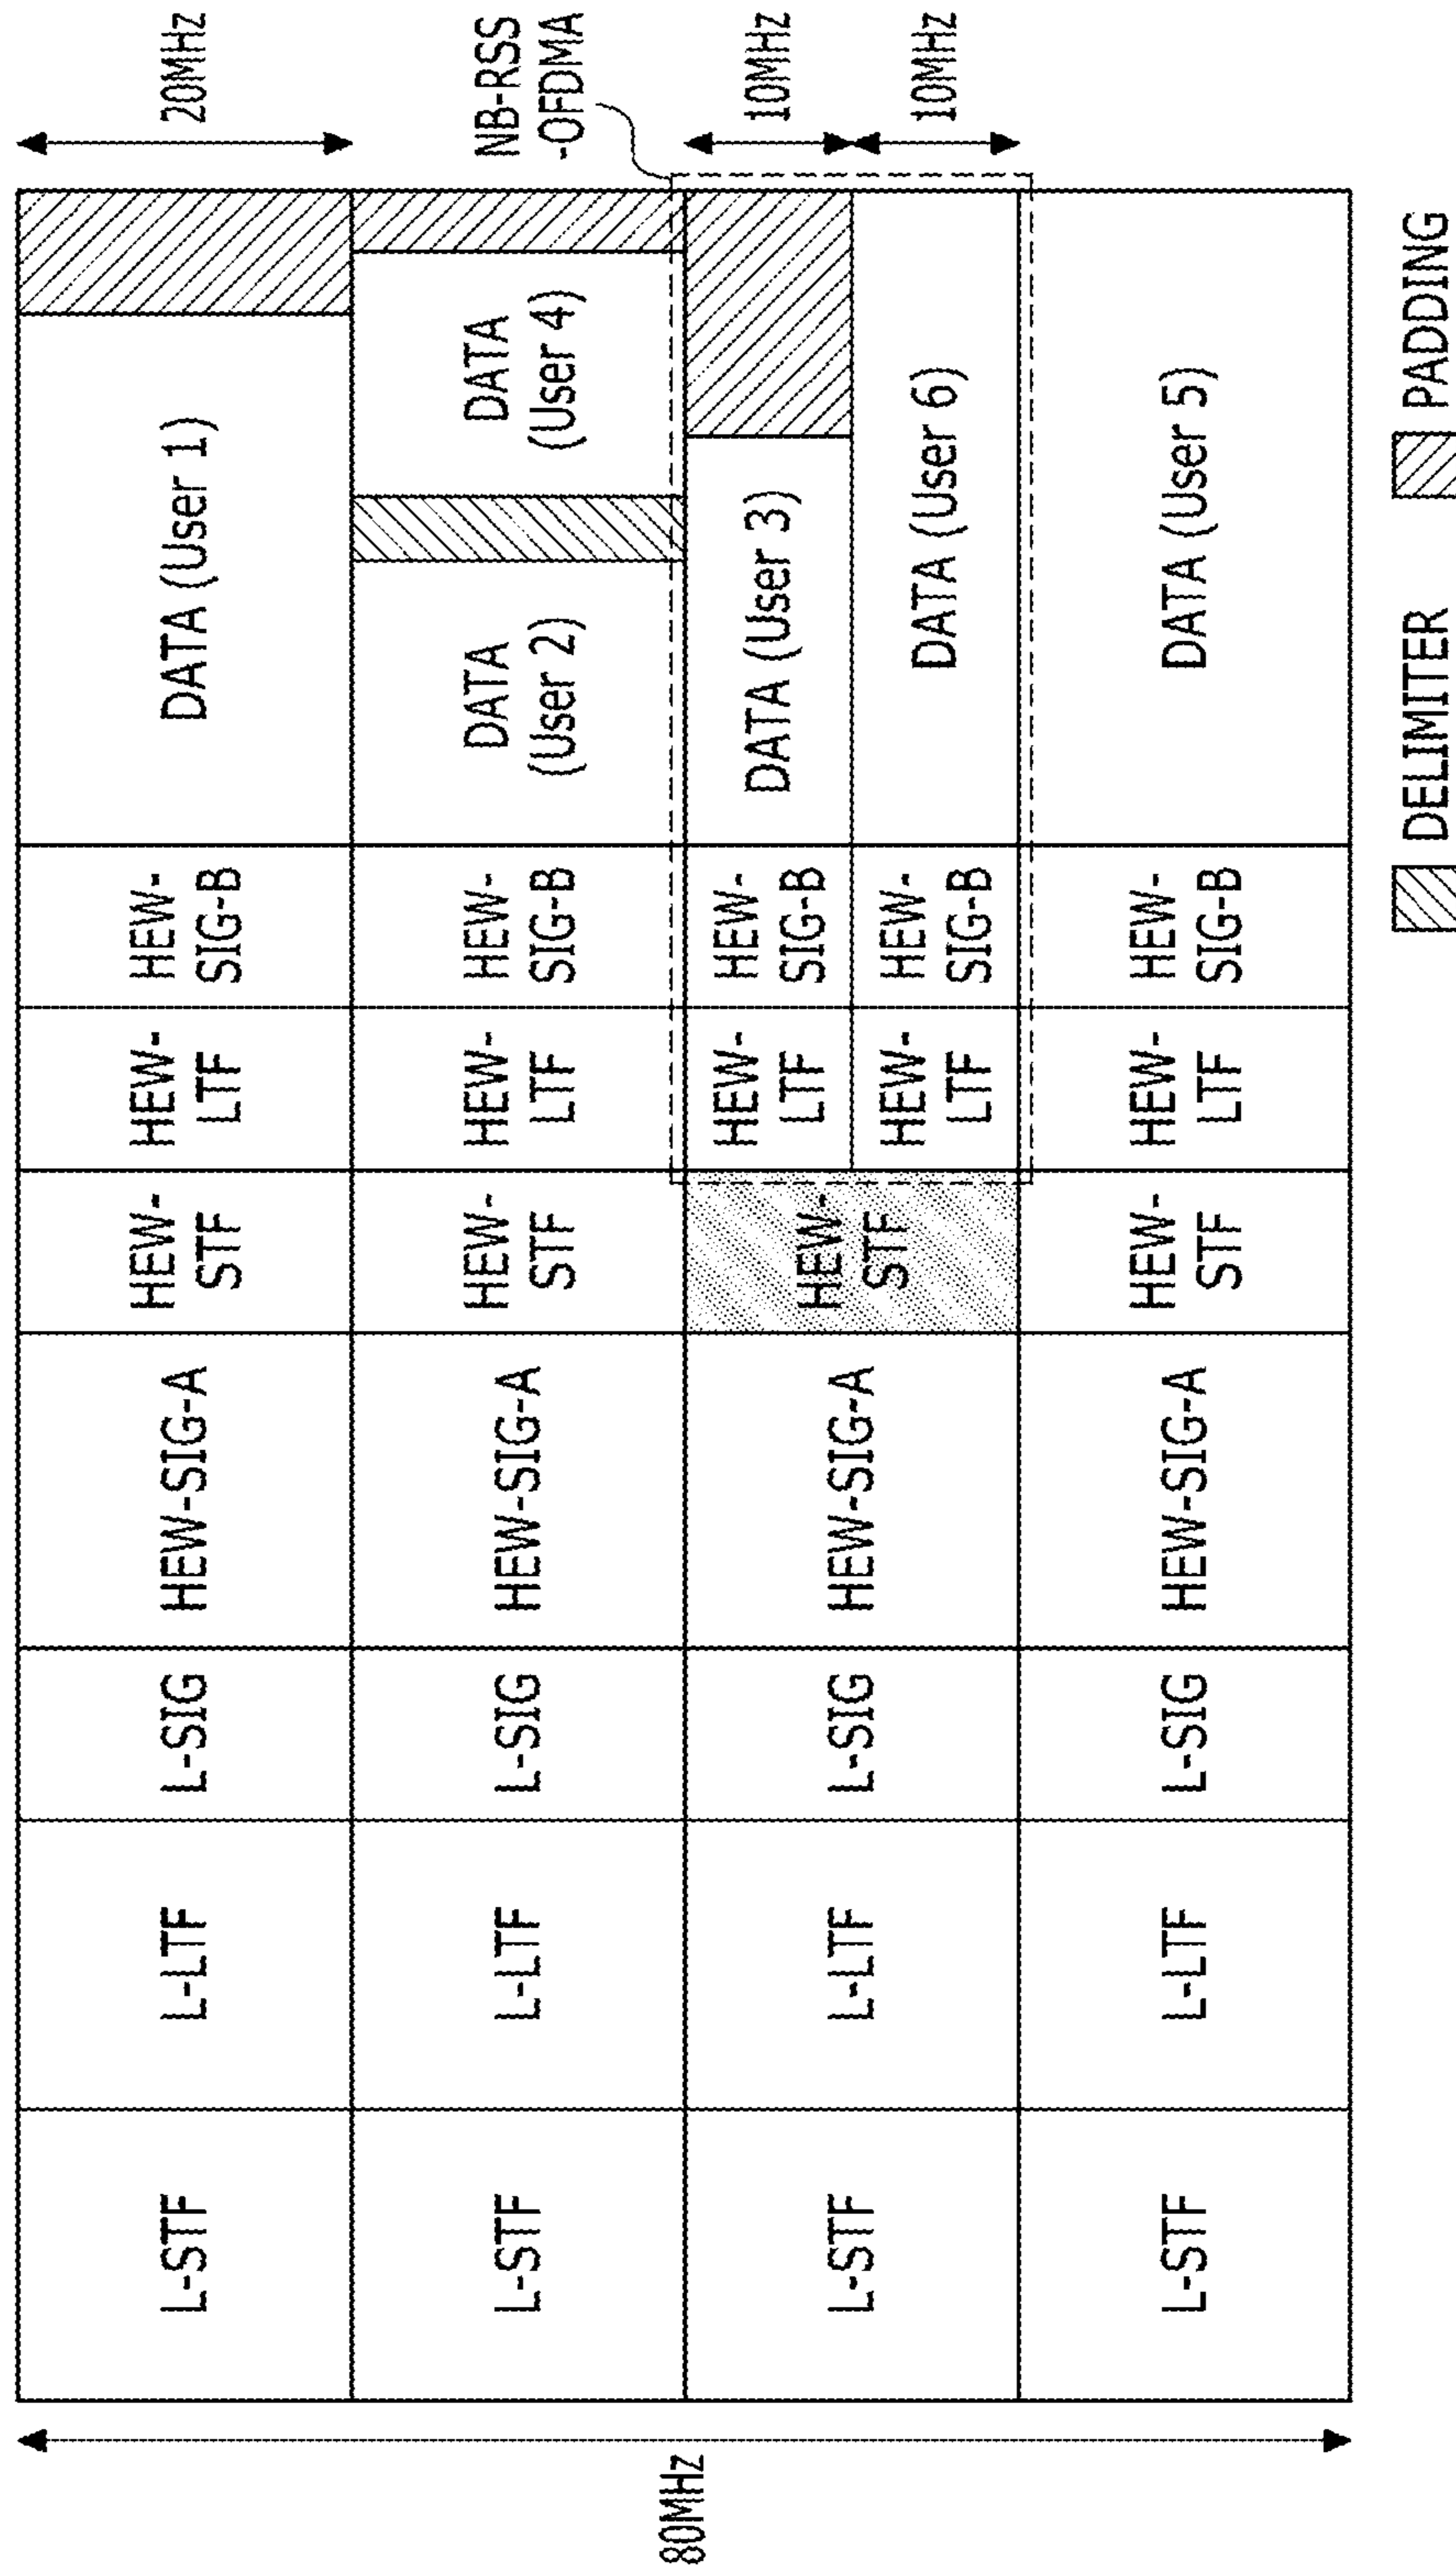 80MHz
L-STF
L-LTF
L-SIG
HEW-SIG-A
HEW-
STF
HEW-
LTF
HEW-
SIG-B
DATA (User 1)
20MHz
L-STF
L-LTF
L-SIG
HEW-SIG-A
HEW-
STF
HEW-
LTF
HEW-
SIG-B
DATA
(User 2)
DATA
(User 4)
NB-RSS
-OFDMA
L-STF
L-LTF
L-SIG
HEW-SIG-A
HEW-
STF
HEW-
LTF
HEW-
SIG-B
DATA (User 3)
10MHz
HEW-
LTF
HEW-
SIG-B
DATA (User 6)
10MHz
L-STF
L-LTF
L-SIG
HEW-SIG-A
HEW-
STF
HEW-
LTF
HEW-
SIG-B
DATA (User 5)
DELIMITER
PADDING